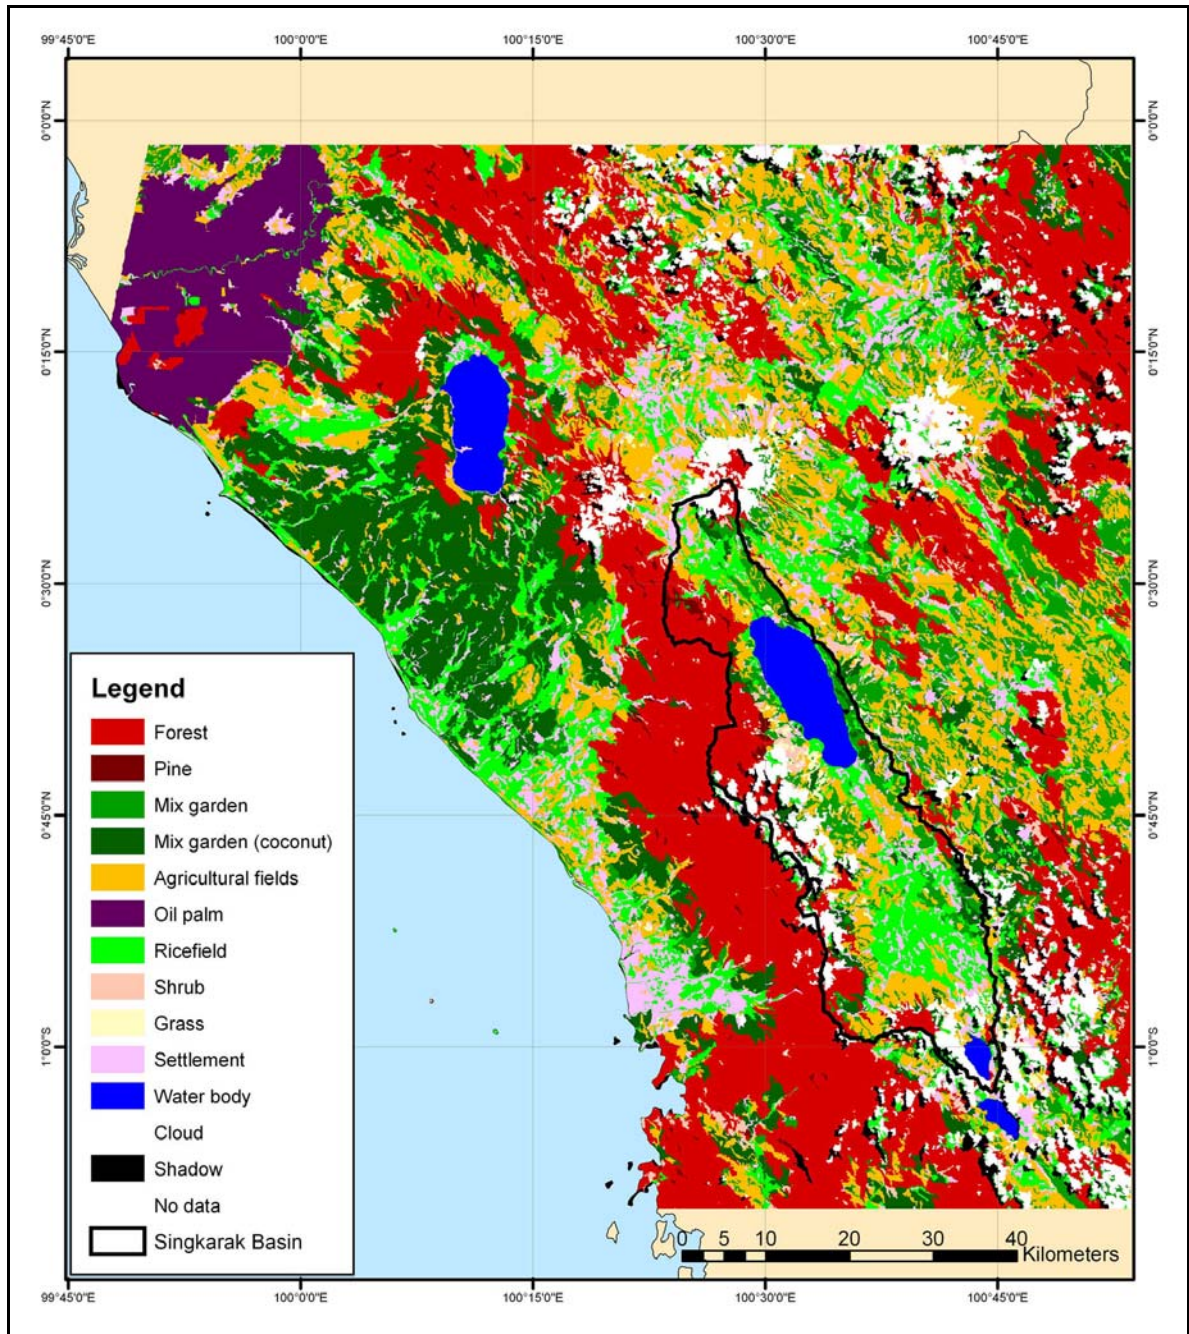 99°45'0"E 100°0'0"E 100°15'0"E 100°30'0"E 100°45'0"E
0°0'0"N 0°0'0"N
0°15'0"N 0°15'0"N
0°30'0"N 0°30'0"N
0°45'0"N 0°45'0"N
1°0'0"S 1°0'0"S
Legend
Forest
Pine
Mix garden
Mix garden (coconut)
Agricultural fields
Oil palm
Ricefield
Shrub
Grass
Settlement
Water body
Cloud
Shadow
No data
Singkarak Basin
0 5 10 20 30 40
Kilometers
99°45'0"E 100°0'0"E 100°15'0"E 100°30'0"E 100°45'0"E